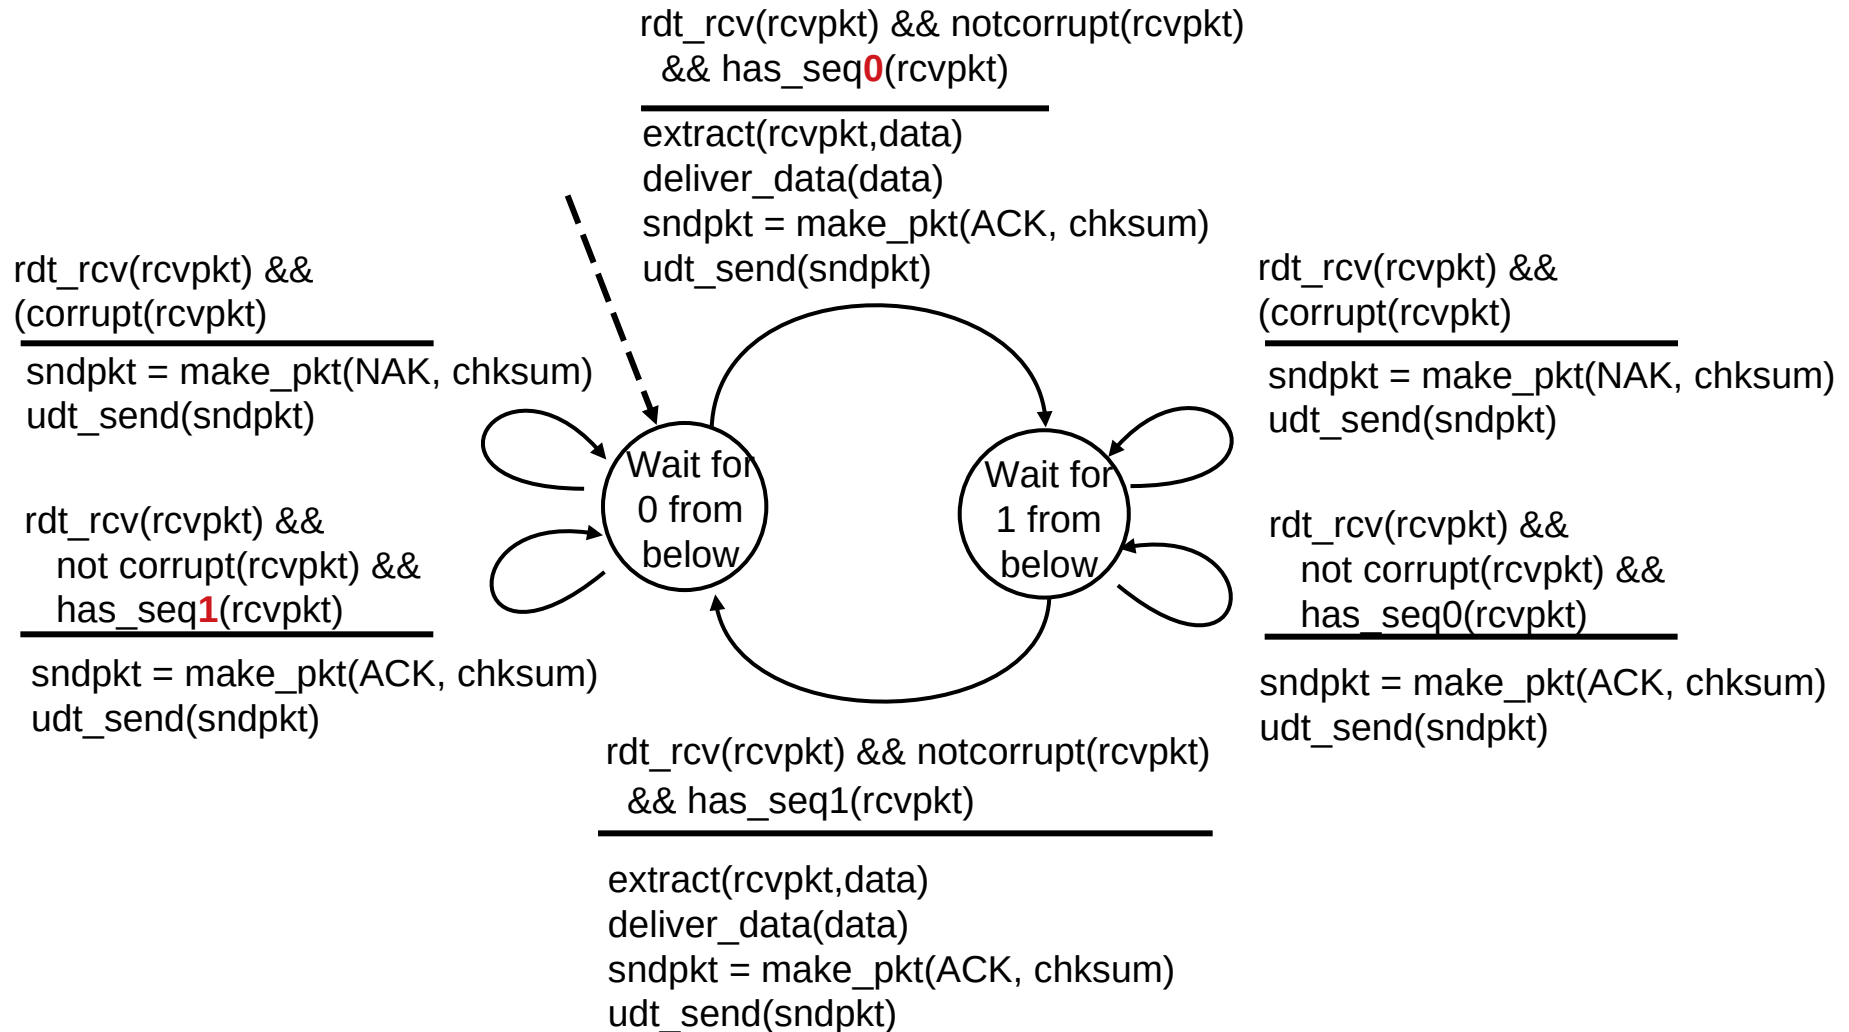 rdt_rcv(rcvpkt) && notcorrupt(rcvpkt)
&& has_seq0(rcvpkt)
extract(rcvpkt,data)
deliver_data(data)
sndpkt = make_pkt(ACK, chksum)
udt_send(sndpkt)
rdt_rcv(rcvpkt) &&
(corrupt(rcvpkt)
sndpkt = make_pkt(NAK, chksum)
udt_send(sndpkt)
rdt_rcv(rcvpkt) &&
not corrupt(rcvpkt) &&
has_seq1(rcvpkt)
sndpkt = make_pkt(ACK, chksum)
udt_send(sndpkt)
Wait for
0 from
below
Wait for
1 from
below
rdt_rcv(rcvpkt) &&
(corrupt(rcvpkt)
sndpkt = make_pkt(NAK, chksum)
udt_send(sndpkt)
rdt_rcv(rcvpkt) &&
not corrupt(rcvpkt) &&
has_seq0(rcvpkt)
sndpkt = make_pkt(ACK, chksum)
udt_send(sndpkt)
rdt_rcv(rcvpkt) && notcorrupt(rcvpkt)
&& has_seq1(rcvpkt)
extract(rcvpkt,data)
deliver_data(data)
sndpkt = make_pkt(ACK, chksum)
udt_send(sndpkt)